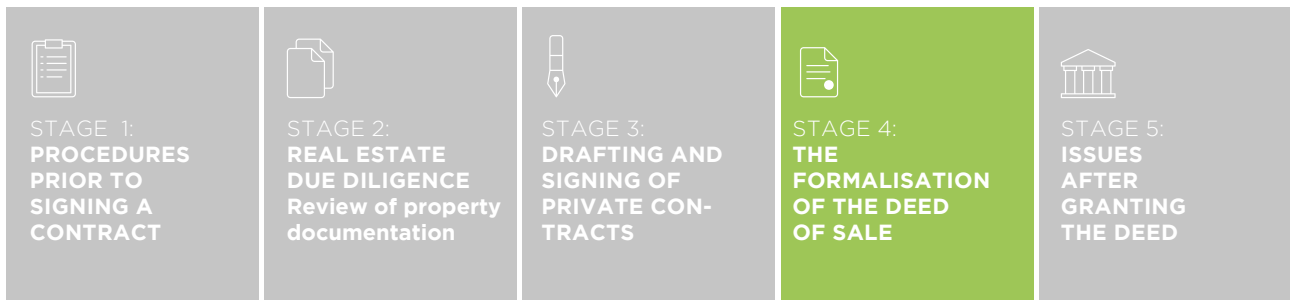 STAGE 1:
PROCEDURES
PRIOR TO
SIGNING A
CONTRACT
STAGE 2:
REAL ESTATE
DUE DILIGENCE
Review of property
documentation
STAGE 3:
DRAFTING AND
SIGNING OF
PRIVATE CON-
TRACTS
STAGE 4:
THE
FORMALISATION
OF THE DEED
OF SALE
STAGE 5:
ISSUES
AFTER
GRANTING
THE DEED